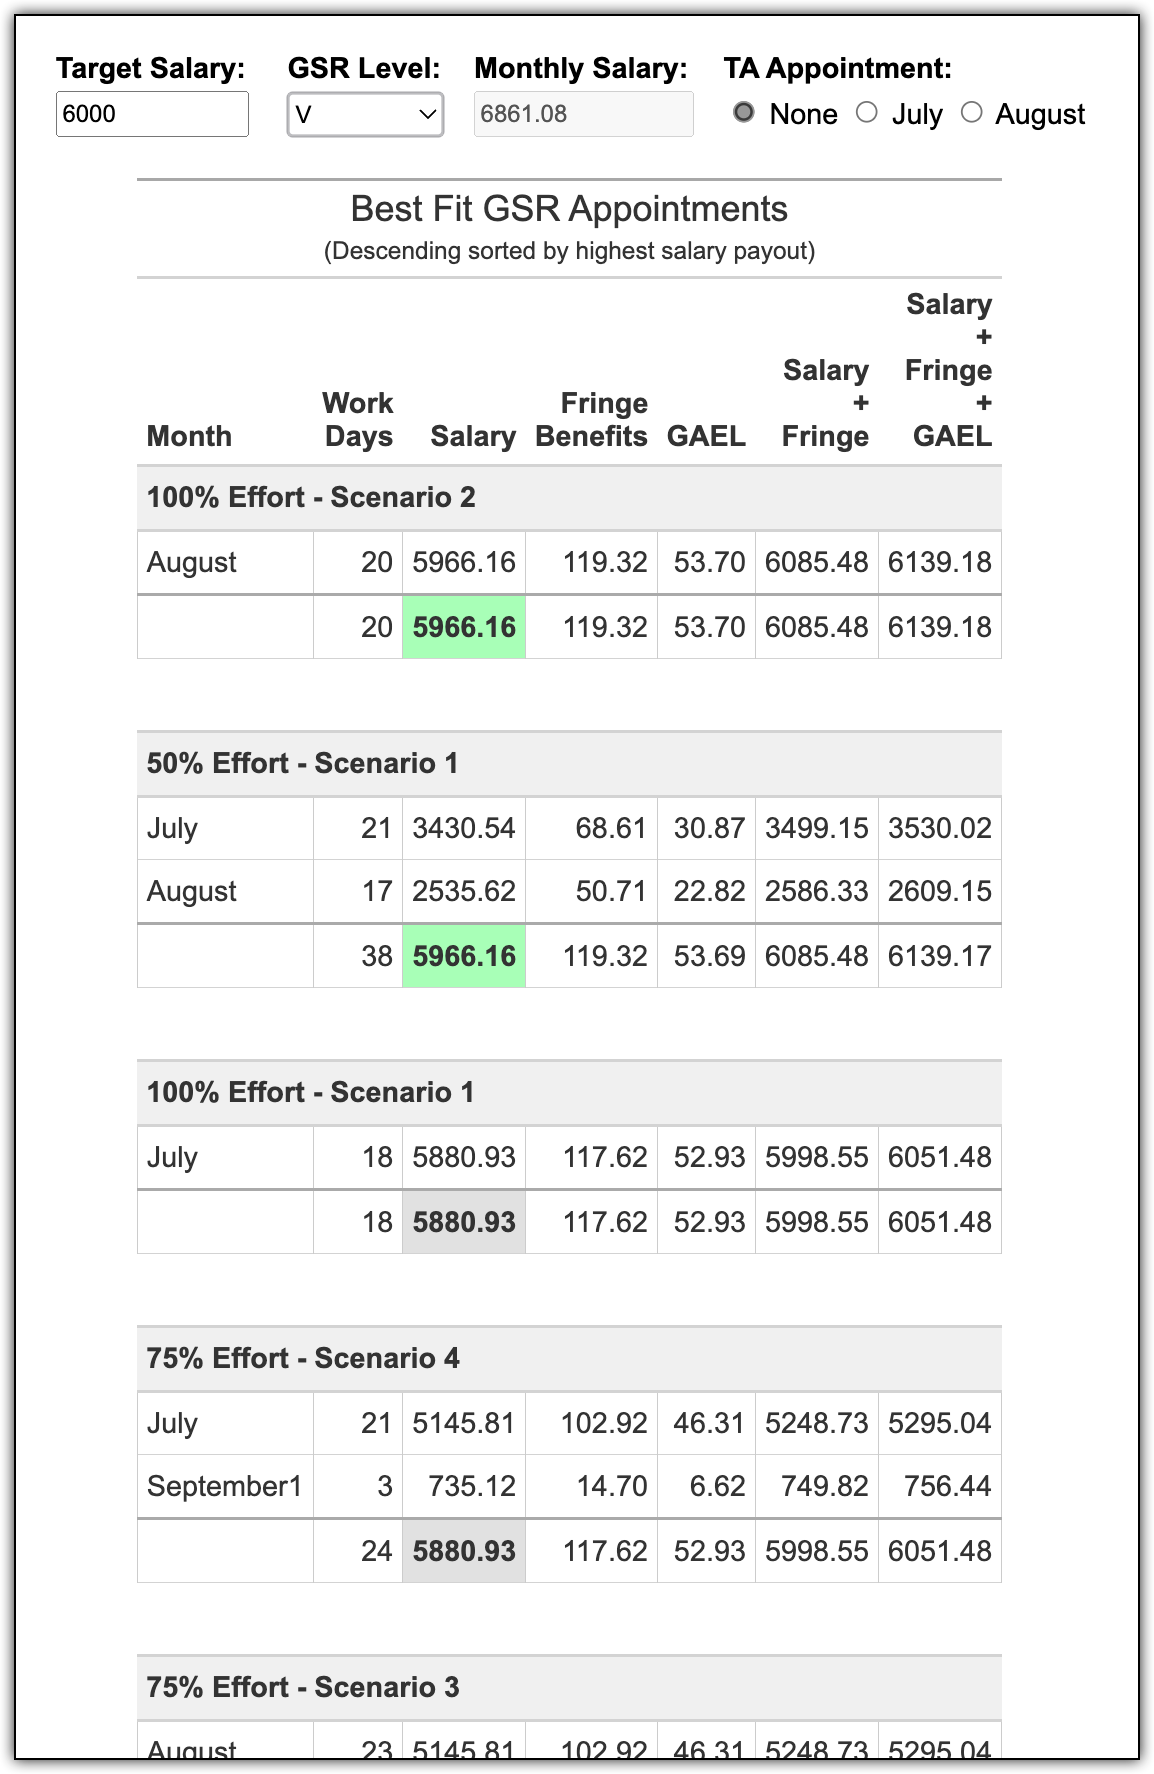 Target Salary: GSR Level: Monthly Salary: TA Appointment:
6000 V 6861.08 None July August
Best Fit GSR Appointments
(Descending sorted by highest salary payout)
Month Work Days Salary Fringe Benefits GAEL Salary + Fringe Salary + Fringe + GAEL
100% Effort - Scenario 2
August 20 5966.16 119.32 53.70 6085.48 6139.18
20 5966.16 119.32 53.70 6085.48 6139.18
50% Effort - Scenario 1
July 21 3430.54 68.61 30.87 3499.15 3530.02
August 17 2535.62 50.71 22.82 2586.33 2609.15
38 5966.16 119.32 53.69 6085.48 6139.17
100% Effort - Scenario 1
July 18 5880.93 117.62 52.93 5998.55 6051.48
18 5880.93 117.62 52.93 5998.55 6051.48
75% Effort - Scenario 4
July 21 5145.81 102.92 46.31 5248.73 5295.04
September1 3 735.12 14.70 6.62 749.82 756.44
24 5880.93 117.62 52.93 5998.55 6051.48
75% Effort - Scenario 3
August 23 5145.81 102.92 46.31 5248.73 5295.04